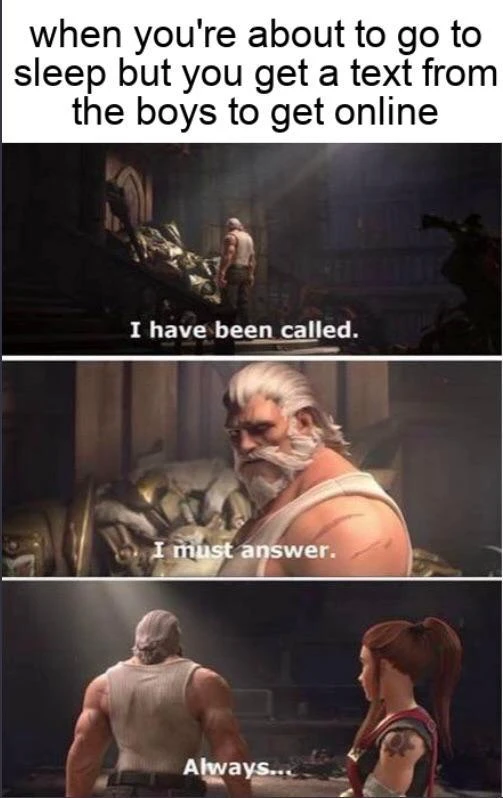 when you're about to go to
sleep but you get a text from
the boys to get online
I have been called.
I must answer.
Always...